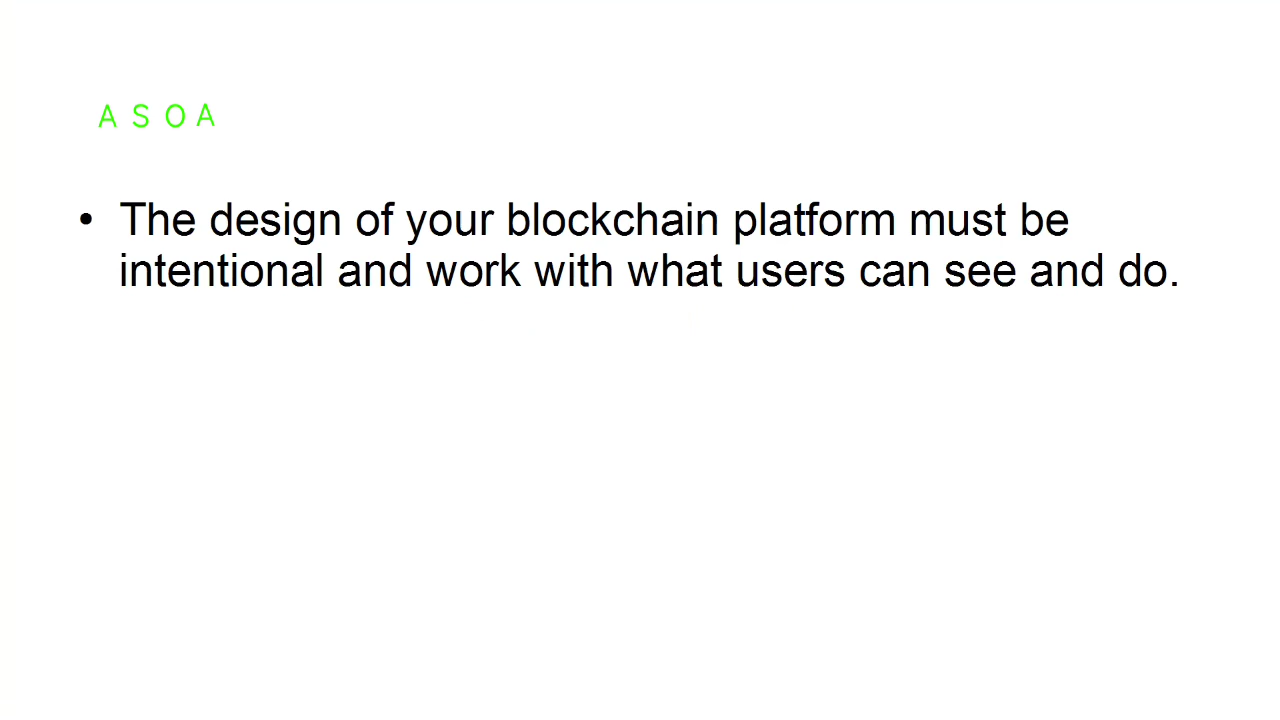 A S O A
• The design of your blockchain platform must be
intentional and work with what users can see and do.